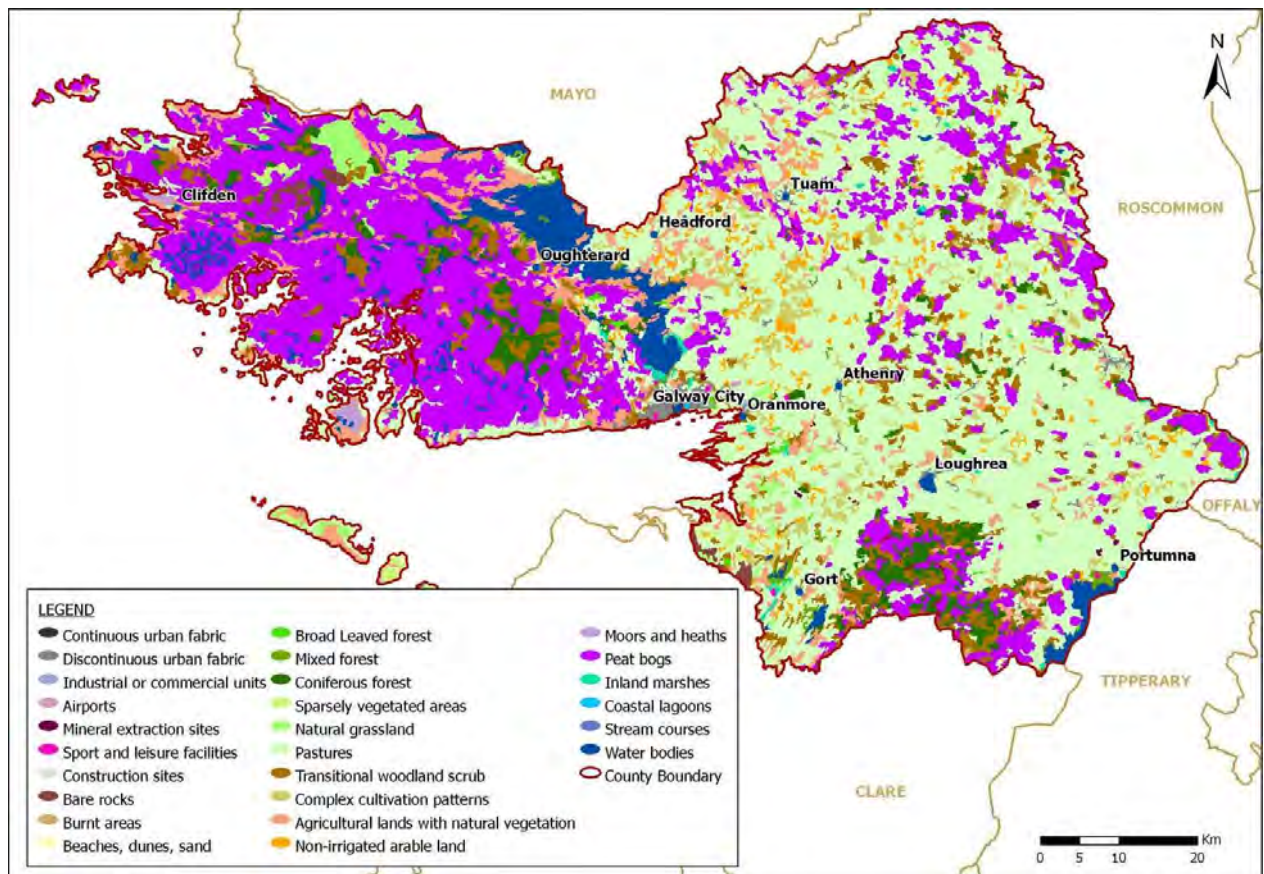 N
MAYO
Clifden
Tuam
ROSCOMMON
Headford
Oughterard
Athenry
Galway City
Oranmore
Loughrea
OFFALY
Portumna
Gort
TIPPERARY
CLARE
LEGEND
Continuous urban fabric
Discontinuous urban fabric
Industrial or commercial units
Airports
Mineral extraction sites
Sport and leisure facilities
Construction sites
Bare rocks
Burnt areas
Beaches, dunes, sand
Broad Leaved forest
Mixed forest
Coniferous forest
Sparsely vegetated areas
Natural grassland
Pastures
Transitional woodland scrub
Complex cultivation patterns
Agricultural lands with natural vegetation
Non-irrigated arable land
Moors and heaths
Peat bogs
Inland marshes
Coastal lagoons
Stream courses
Water bodies
County Boundary
Km
0 5 10 20